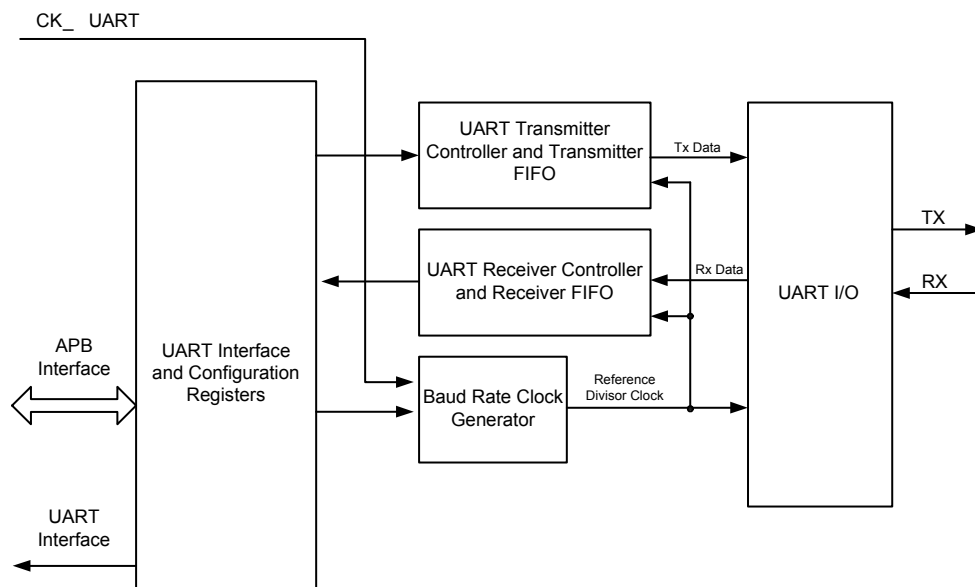 CK_ UART
UART Transmitter
Controller and Transmitter
FIFO
Tx Data
TX
UART Receiver Controller
and Receiver FIFO
Rx Data
UART I/O
RX
APB
Interface
UART Interface
and Configuration
Registers
Baud Rate Clock
Generator
Reference
Divisor Clock
UART
Interface